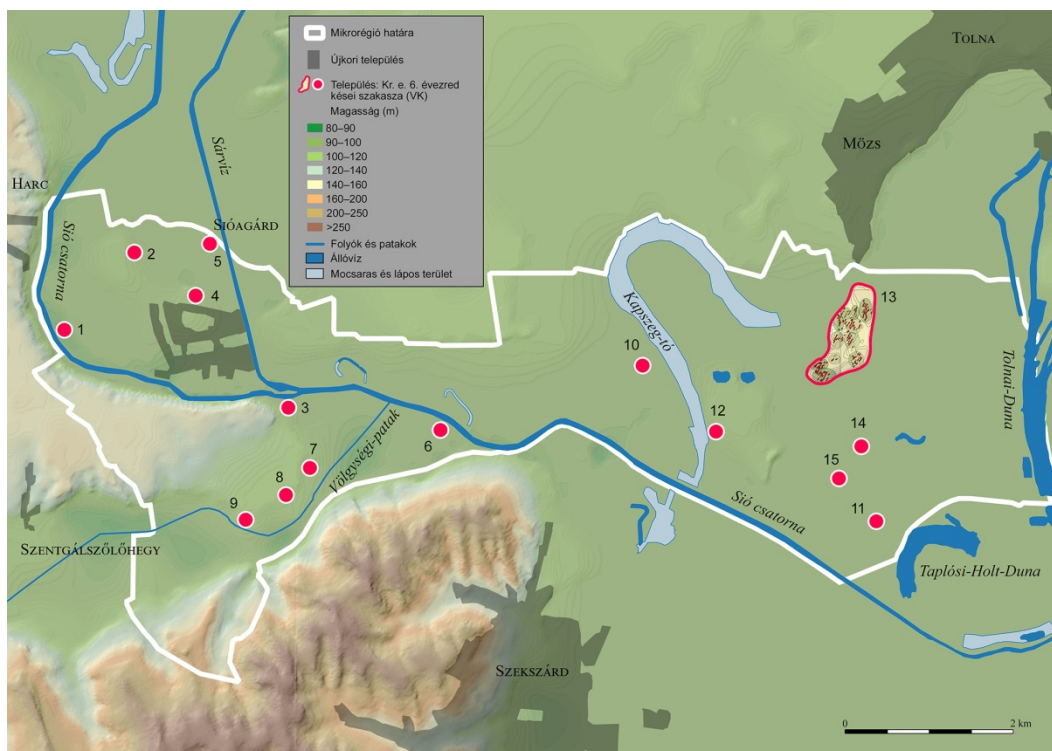 Mikrorégió határa
Újkori település
Település: Kr. e. 6. évezred
kései szakasza (VK)
Magasság (m)
80–90
90–100
100–120
120–140
140–160
160–200
200–250
>250
Folyók és patakok
Állóvíz
Mocsaras és lápos terület
TOLNA
MÖZS
Sárvíz
HARC
SIÓAGÁRD
Sió csatorna
2
5
4
1
Kapszeg-tó
13
10
Tolnai-Duna
3
12
6
14
Völgységi-patak
7
15
8
9
Sió csatorna
11
SZENTGÁLSZŐLŐHEGY
Taplósi-Holt-Duna
SZEKSZÁRD
0
2 km